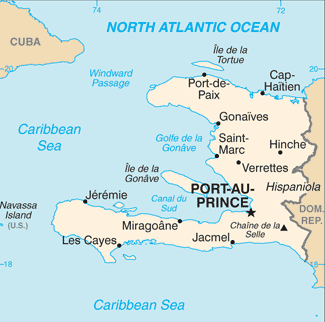 74
72
NORTH ATLANTIC OCEAN
CUBA
Île de la
Tortue
Windward
Passage
Port-de-
Paix
Cap-
Haïtien
20
20
Caribbean
Sea
Gonaïves
Golfe de la
Gonâve
Saint-
Marc
Hinche
Verrettes
Île de la
Gonâve
Hispaniola
PORT-AU-
PRINCE
Jérémie
Navassa
Island
(U.S.)
Canal du
Sud
DOM.
REP.
Miragoâne
Chaîne de la
Selle
Les Cayes
Jacmel
18
18
Caribbean Sea